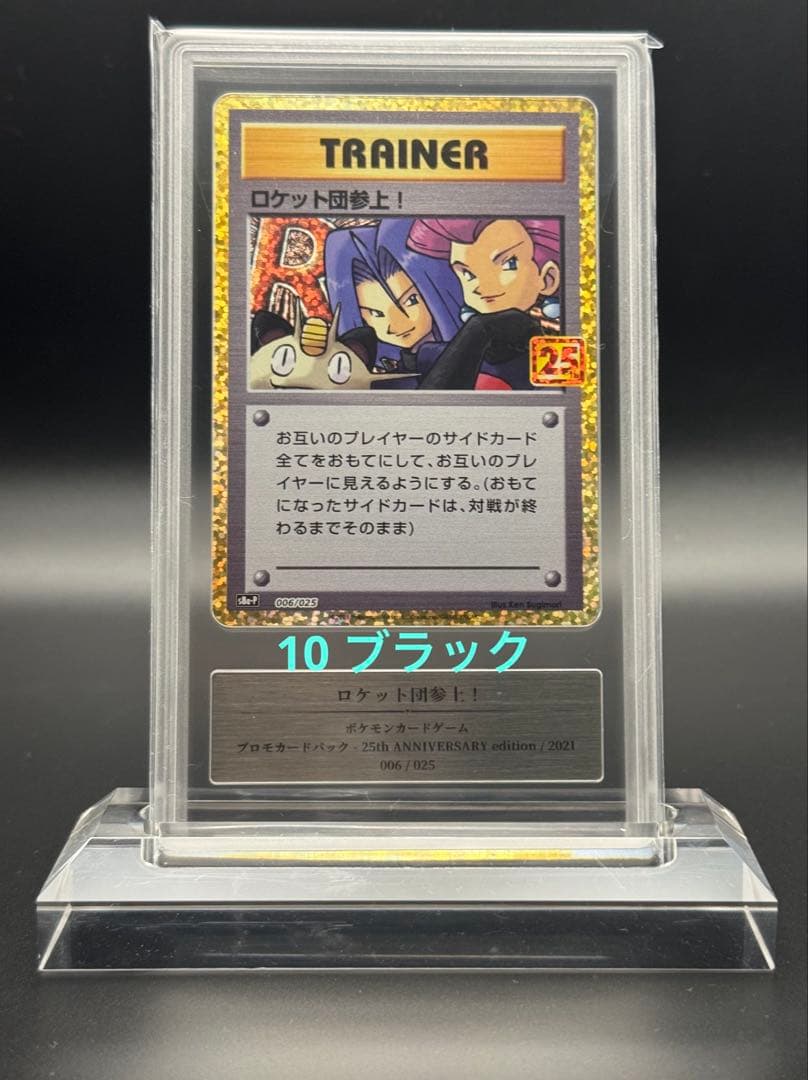 TRAINER
ロケット団参上！
R
25
お互いのプレイヤーのサイドカード
全てをおもてにして、お互いのプレ
イヤーに見えるようにする。(おもて
になったサイドカードは、対戦が終
わるまでそのまま)
s8a-P 006/025
Illus. Ken Sugimori
10 ブラック
ロケット団参上！
ポケモンカードゲーム
プロモカードパック - 25th ANNIVERSARY edition / 2021
006 / 025